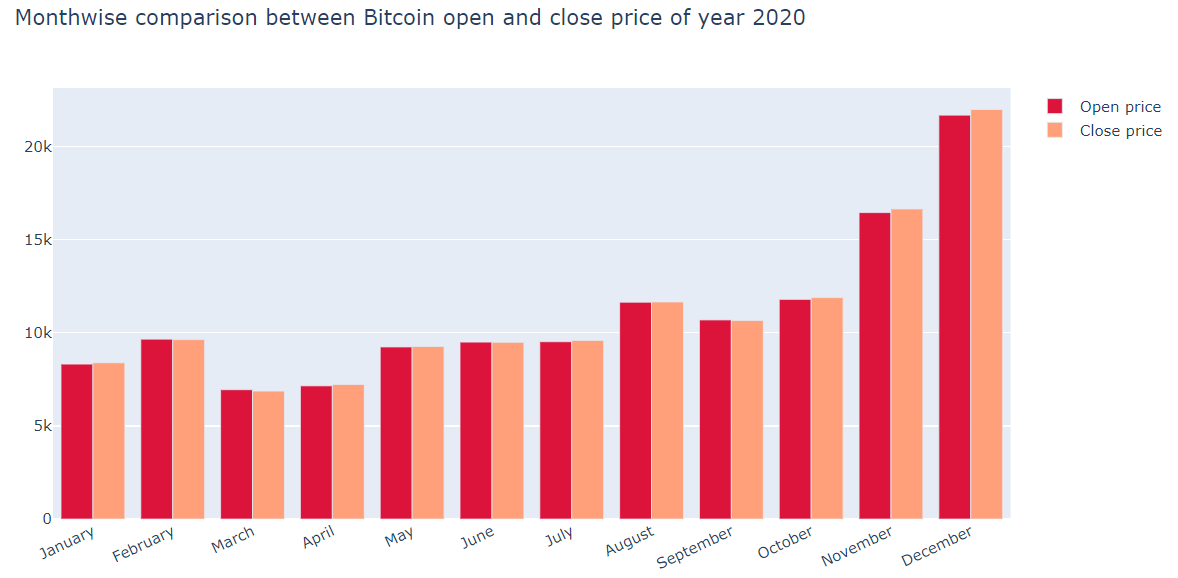 Monthwise comparison between Bitcoin open and close price of year 2020
Open price
Close price
20k
15k
10k
5k
0
January
February
March
April
May
June
July
August
September
October
November
December